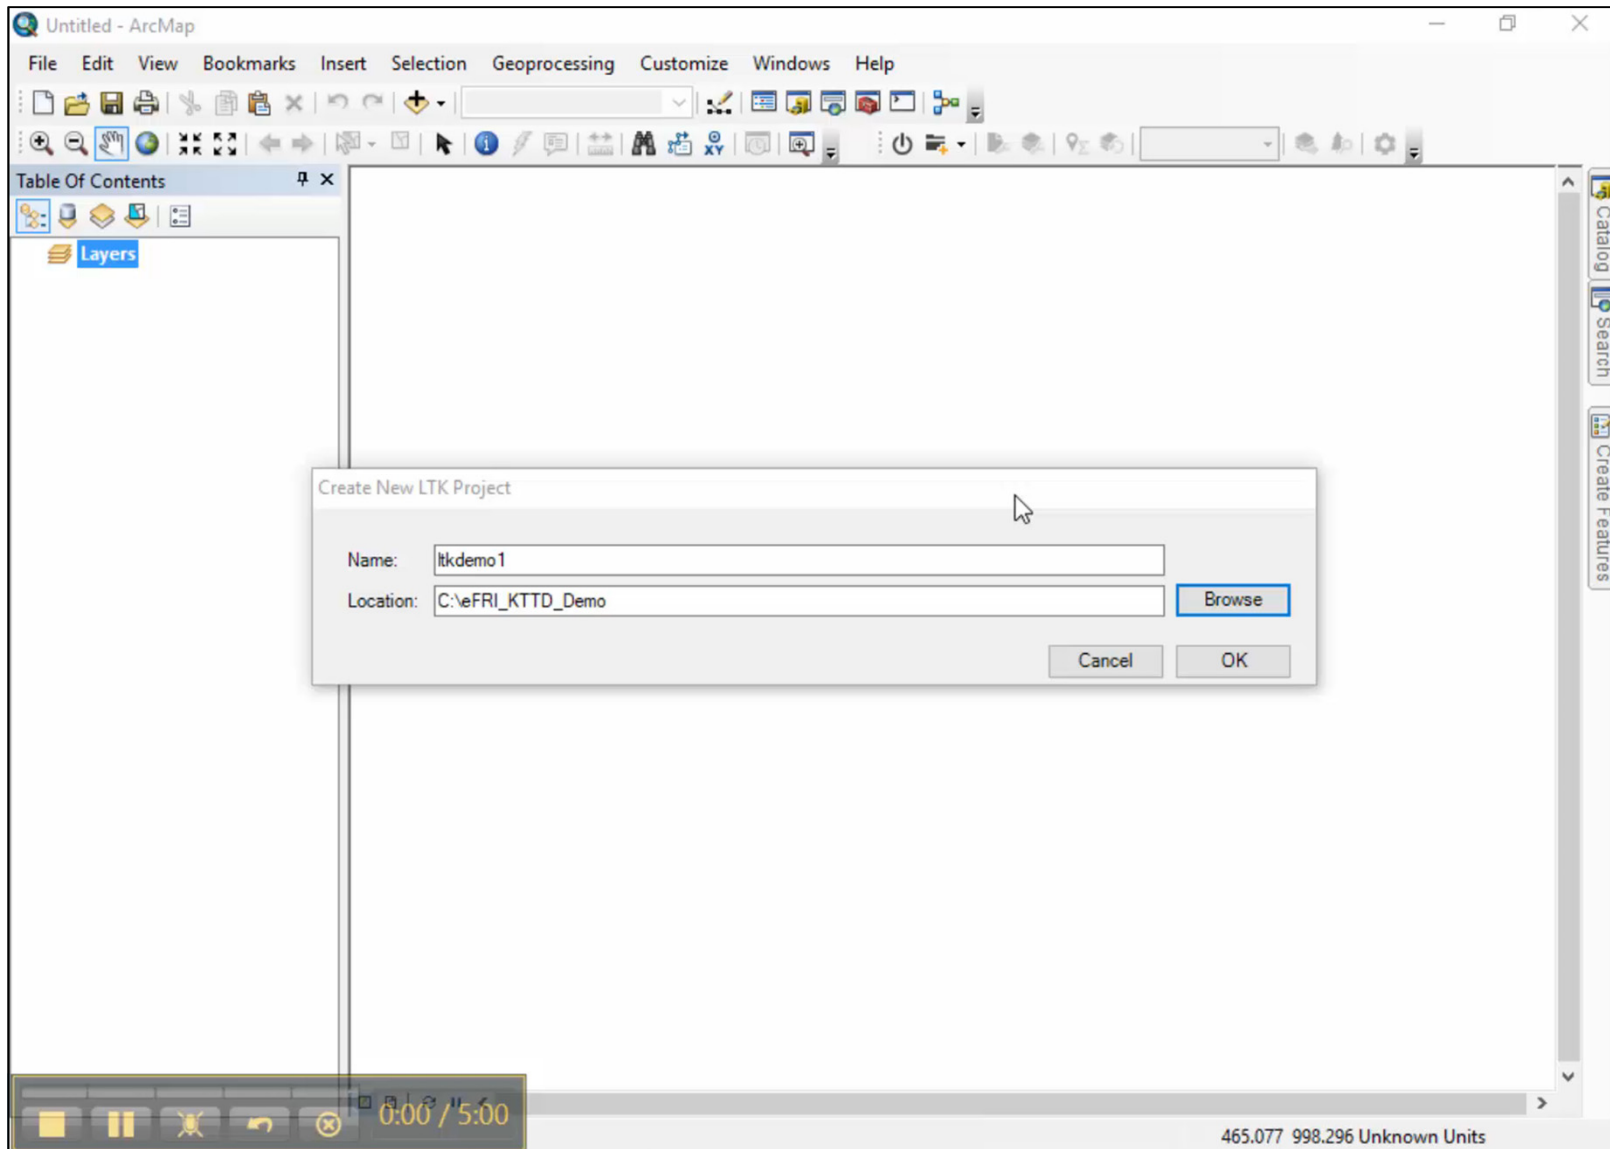 Untitled - ArcMap
File Edit View Bookmarks Insert Selection Geoprocessing Customize Windows Help
XY
Table Of Contents
Layers
Catalog
Search
Create Features
Create New LTK Project
Name: ltkdemo1
Location: C:\eFRI_KTTD_Demo Browse
Cancel OK
0:00 / 5:00
465.077 998.296 Unknown Units